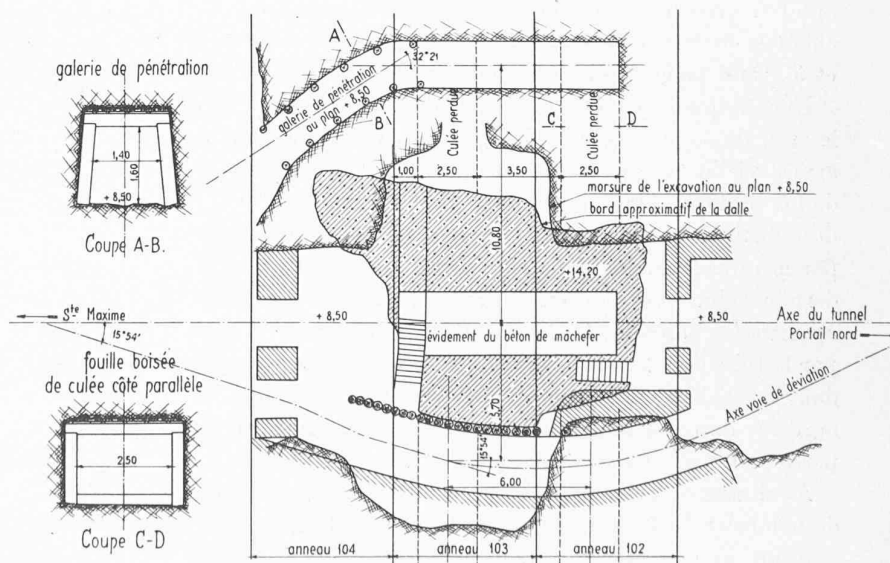 galerie de pénétration
1,40
1,60
+ 8,50
Coupe A-B.
A
32°21
galerie de pénétration
au plan + 8,50
B
Culée perdue
Culée perdue
C
D
1,00
2,50
3,50
2,50
morsure de l'excavation au plan + 8,50
bord approximatif de la dalle
10,80
+14,20
Ste Maxime
+ 8,50
+ 8,50
Axe du tunnel
Portail nord
15°54'
évidement du béton de mâchefer
fouille boisée
de culée côté parallèle
2,50
Coupe C-D
5,70
15°54'
Axe voie de déviation
6,00
anneau 104
anneau 103
anneau 102